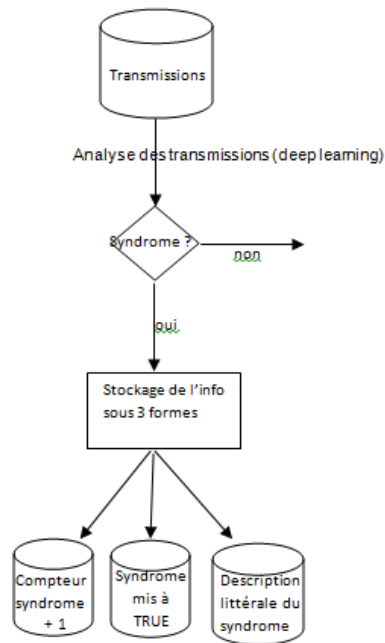 Transmissions
Analyse des transmissions (deep learning)
Syndrome ?
non
oui
Stockage de l'info
sous 3 formes
Compteur
syndrome
+ 1
Syndrome
mis à
TRUE
Description
littérale du
syndrome